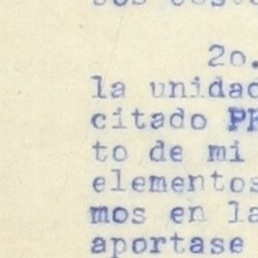 2o.
la unidad
citado
to de mi
elementos
mos en la
aportase